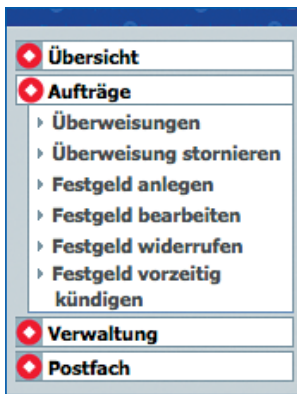 Übersicht
Aufträge
Überweisungen
Überweisung stornieren
Festgeld anlegen
Festgeld bearbeiten
Festgeld widerrufen
Festgeld vorzeitig
kündigen
Verwaltung
Postfach